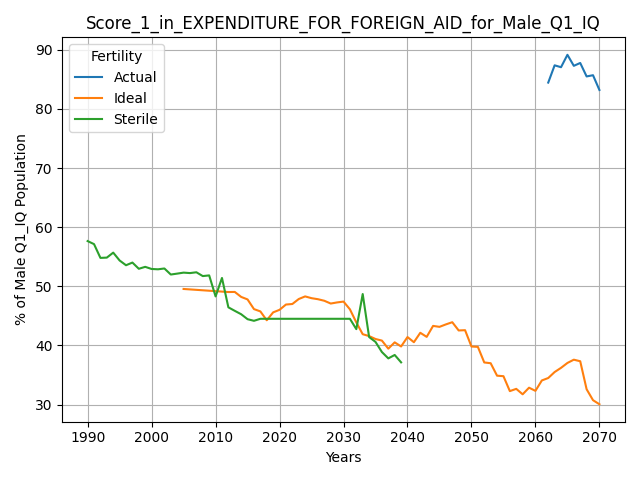 Score_1_in_EXPENDITURE_FOR_FOREIGN_AID_for_Male_Q1_IQ
Fertility
Actual
Ideal
Sterile
% of Male Q1_IQ Population
90
80
70
60
50
40
30
1990 2000 2010 2020 2030 2040 2050 2060 2070
Years